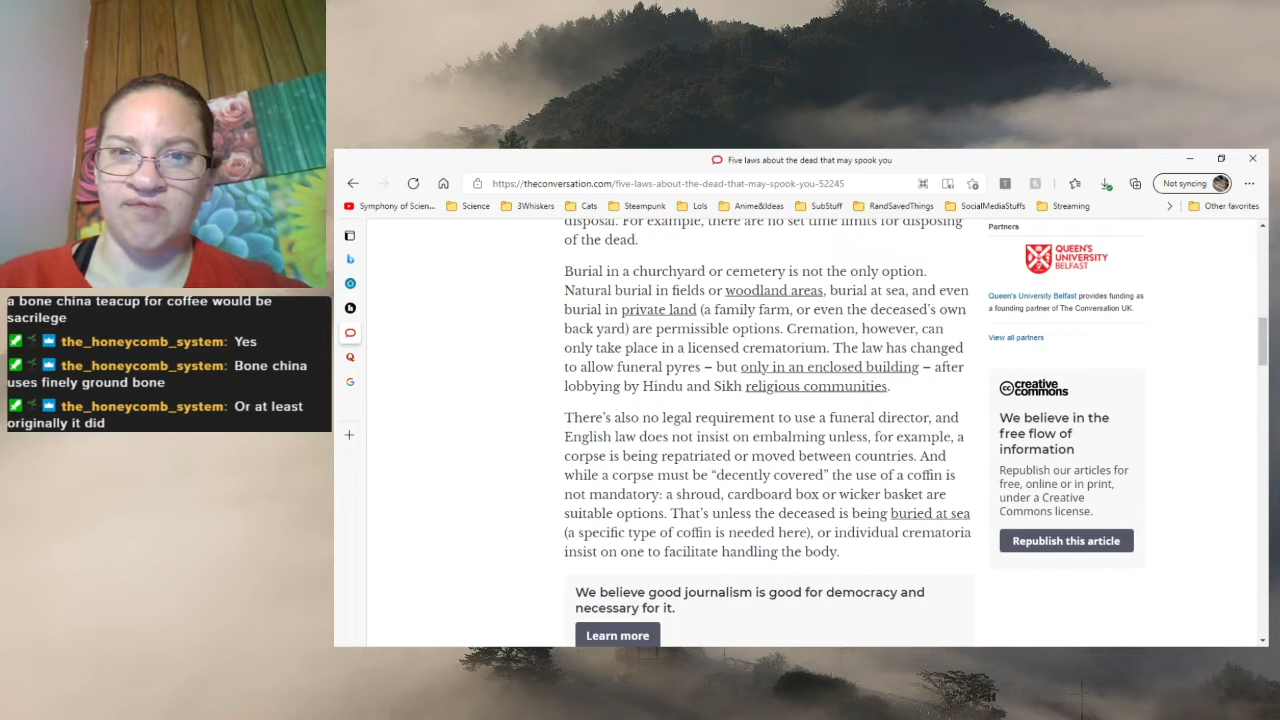 a bone china teacup for coffee would be
sacrilege
the_honeycomb_system: Yes
the_honeycomb_system: Bone china
uses finely ground bone
the_honeycomb_system: Or at least
originally it did
Five laws about the dead that may spook you
https://theconversation.com/five-laws-about-the-dead-that-may-spook-you-52245
Not syncing
Symphony of Scien...
Science
3Whiskers
Cats
Steampunk
Lols
Anime&Ideas
SubStuff
RandSavedThings
SocialMediaStuffs
Streaming
Other favorites
disposal. For example, there are no set time limits for disposing
of the dead.
Burial in a churchyard or cemetery is not the only option.
Natural burial in fields or woodland areas, burial at sea, and even
burial in private land (a family farm, or even the deceased's own
back yard) are permissible options. Cremation, however, can
only take place in a licensed crematorium. The law has changed
to allow funeral pyres – but only in an enclosed building – after
lobbying by Hindu and Sikh religious communities.
There's also no legal requirement to use a funeral director, and
English law does not insist on embalming unless, for example, a
corpse is being repatriated or moved between countries. And
while a corpse must be "decently covered" the use of a coffin is
not mandatory: a shroud, cardboard box or wicker basket are
suitable options. That's unless the deceased is being buried at sea
(a specific type of coffin is needed here), or individual crematoria
insist on one to facilitate handling the body.
We believe good journalism is good for democracy and
necessary for it.
Learn more
Partners
QUEEN'S
UNIVERSITY
BELFAST
Queen's University Belfast provides funding as
a founding partner of The Conversation UK.
View all partners
cc creative
commons
We believe in the
free flow of
information
Republish our articles for
free, online or in print,
under a Creative
Commons license.
Republish this article